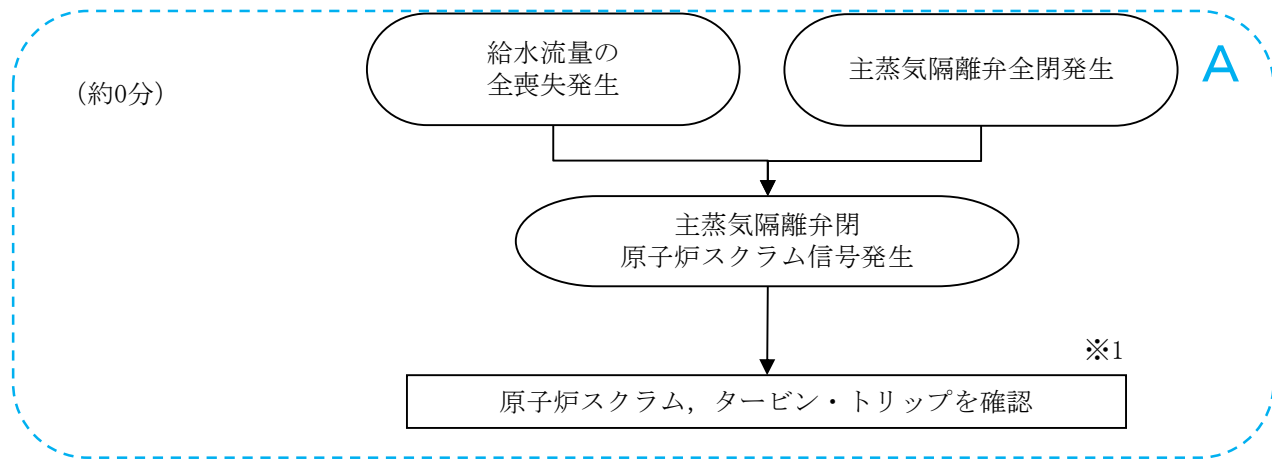 給水流量の
全喪失発生
主蒸気隔離弁全閉発生
A
（約0分）
主蒸気隔離弁閉
原子炉スクラム信号発生
※1
原子炉スクラム，タービン・トリップを確認